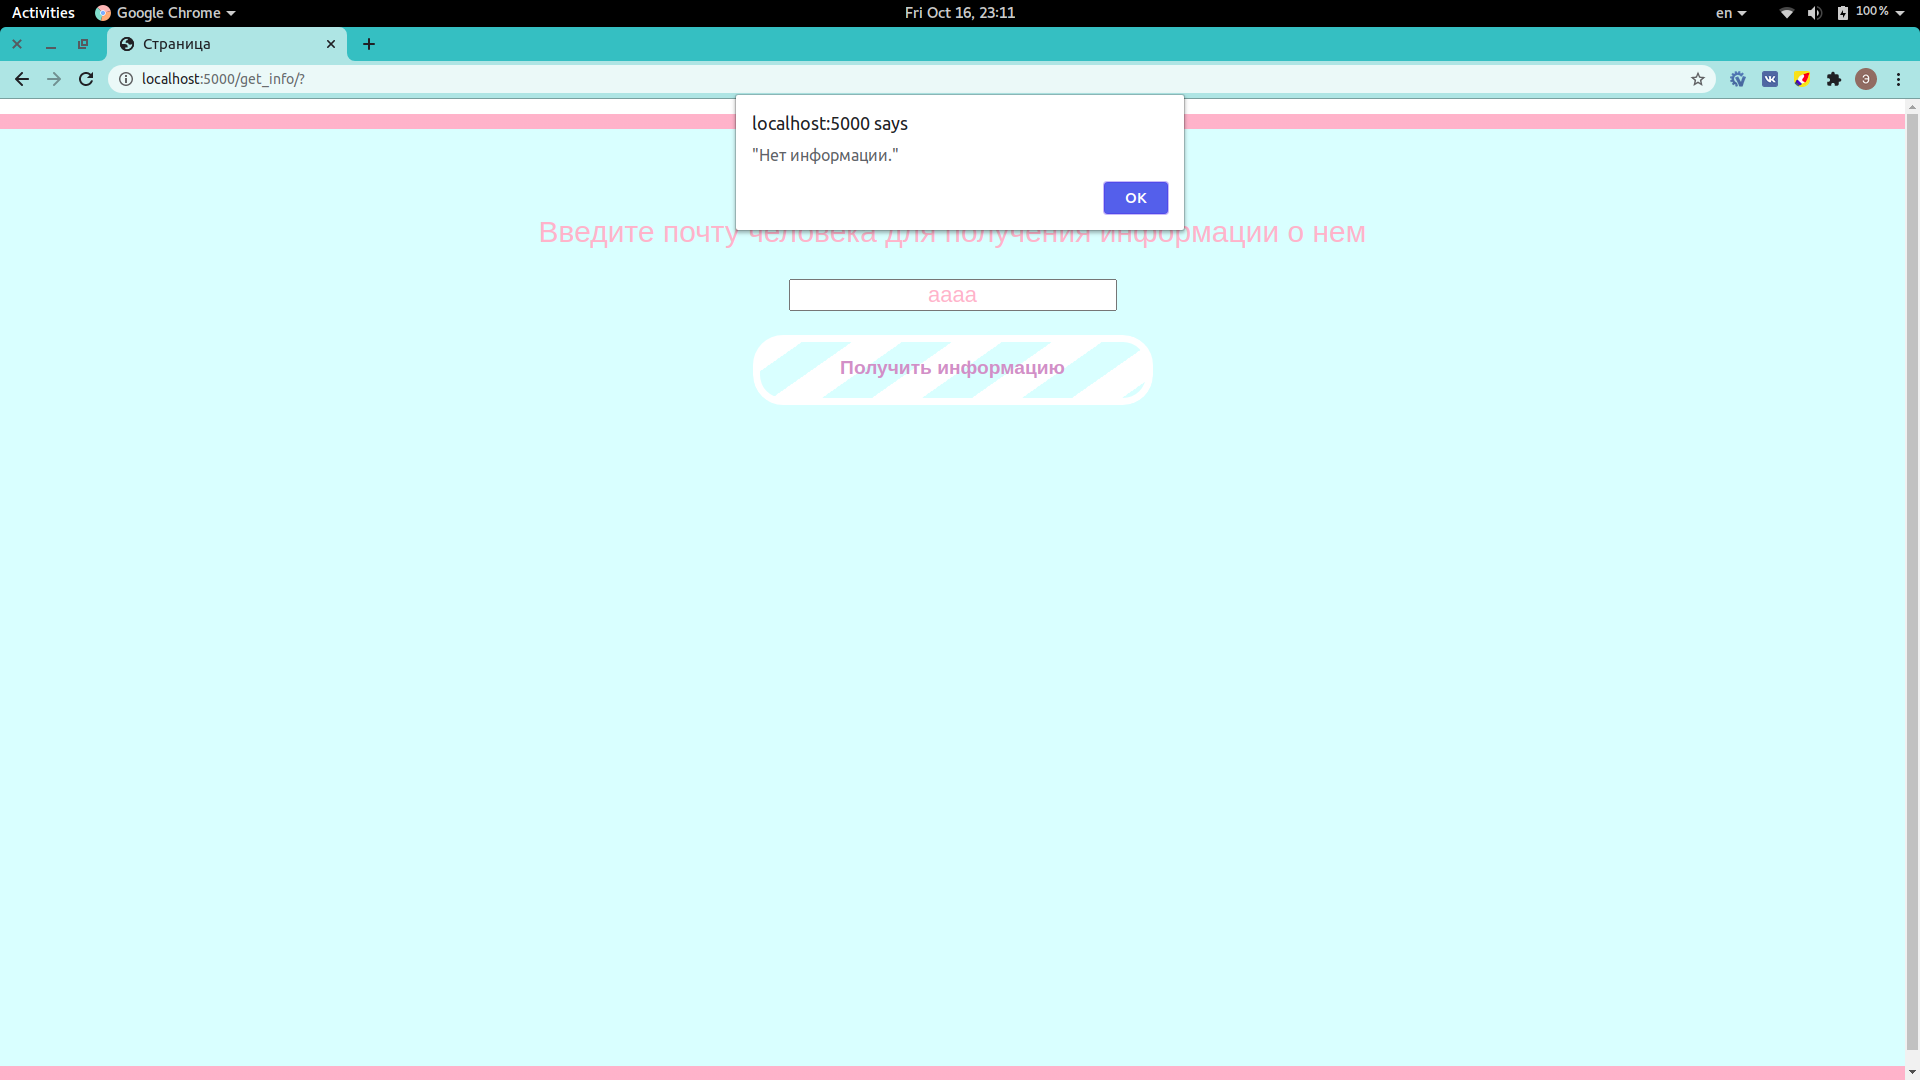 Activities Google Chrome Fri Oct 16, 23:11 en 100%
Страница
localhost:5000/get_info/?
localhost:5000 says
"Нет информации."
OK
Введите почту человека для получения информации о нем
aaaa
Получить информацию